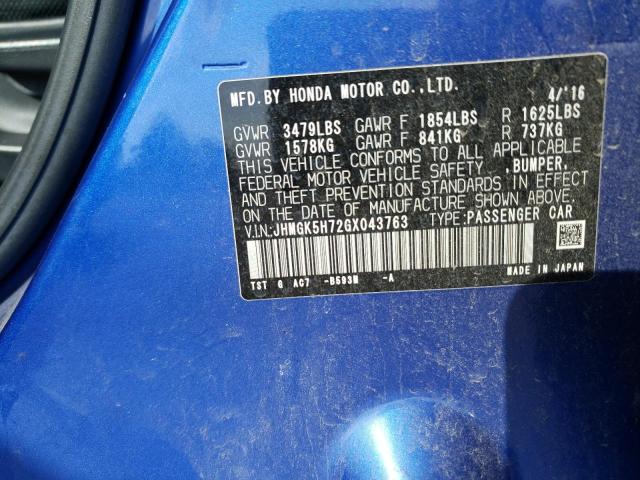 MFD.BY HONDA MOTOR CO.,LTD. 4/'16
GVWR 3479LBS GAWR F 1854LBS R 1625LBS
GVWR 1578KG GAWR F 841KG R 737KG
THIS VEHICLE CONFORMS TO ALL APPLICABLE
FEDERAL MOTOR VEHICLE SAFETY ,BUMPER,
AND THEFT PREVENTION STANDARDS IN EFFECT
ON THE DATE OF MANUFACTURE SHOWN ABOVE.
V.I.N:JHMGK5H72GX043763 TYPE:PASSENGER CAR
TST G AC7 -B593M -A MADE IN JAPAN